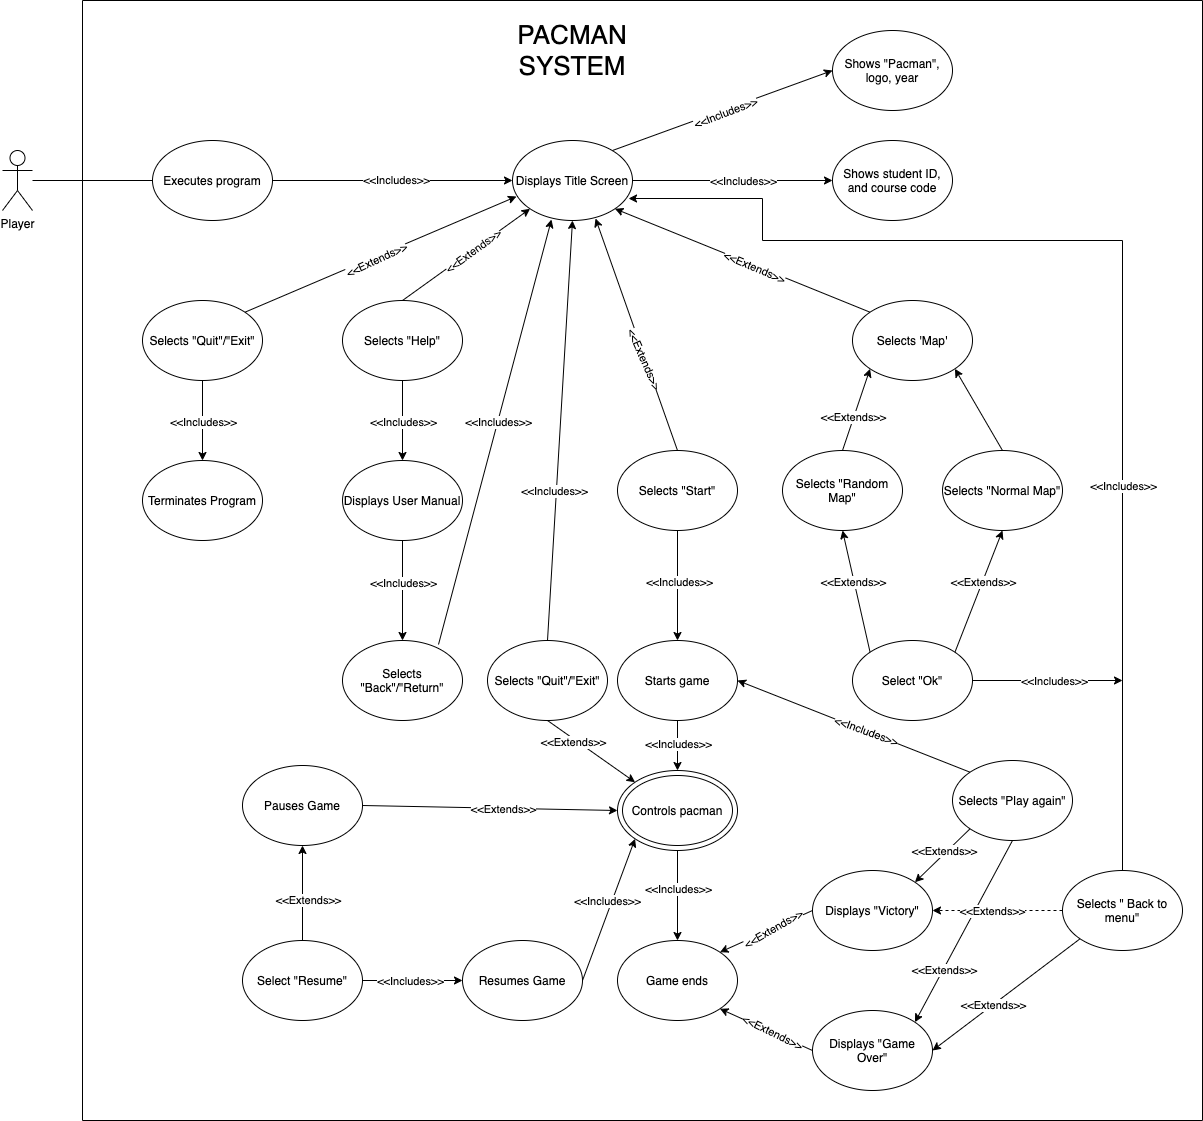 PACMAN
SYSTEM
Shows "Pacman",
logo, year
<<Includes>>
Player
Executes program
<<Includes>>
Displays Title Screen
<<Includes>>
Shows student ID,
and course code
<<Extends>>
<<Extends>>
<<Extends>>
<<Extends>>
Selects "Quit"/"Exit"
Selects "Help"
Selects 'Map'
<<Includes>>
<<Includes>>
<<Includes>>
<<Extends>>
Terminates Program
Displays User Manual
<<Includes>>
Selects "Start"
Selects "Random
Map"
Selects "Normal Map"
<<Includes>>
<<Includes>>
<<Includes>>
<<Extends>>
<<Extends>>
Selects
"Back"/"Return"
Selects "Quit"/"Exit"
Starts game
Select "Ok"
<<Includes>>
<<Extends>>
<<Includes>>
<<Includes>>
Pauses Game
<<Extends>>
Controls pacman
Selects "Play again"
<<Extends>>
<<Extends>>
<<Includes>>
<<Includes>>
Displays "Victory"
<<Extends>>
Selects " Back to
menu"
<<Extends>>
Select "Resume"
<<Includes>>
Resumes Game
Game ends
<<Extends>>
<<Extends>>
<<Extends>>
Displays "Game
Over"